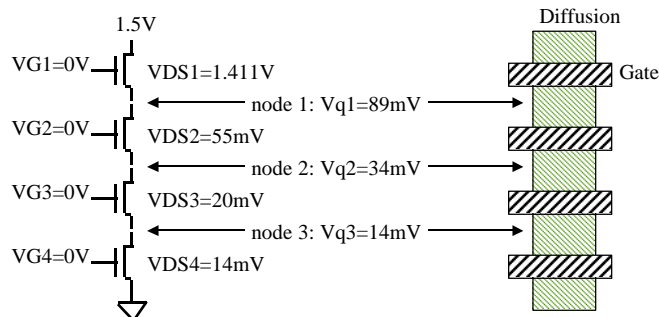 1.5V
Diffusion
VG1=0V
VDS1=1.411V
Gate
node 1: Vq1=89mV
VG2=0V
VDS2=55mV
node 2: Vq2=34mV
VG3=0V
VDS3=20mV
node 3: Vq3=14mV
VG4=0V
VDS4=14mV